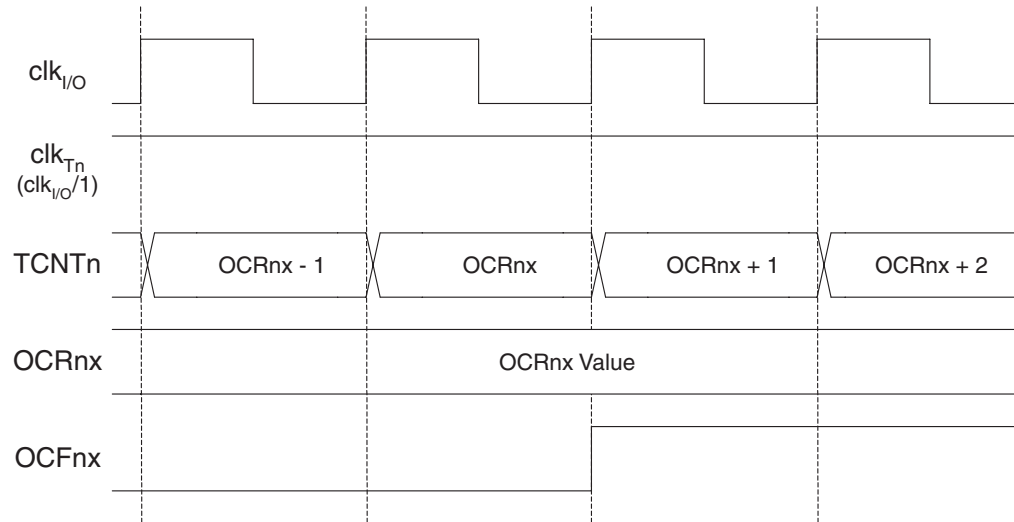 clkI/O
clkTn
(clkI/O/1)
TCNTn OCRnx - 1 OCRnx OCRnx + 1 OCRnx + 2
OCRnx OCRnx Value
OCFnx